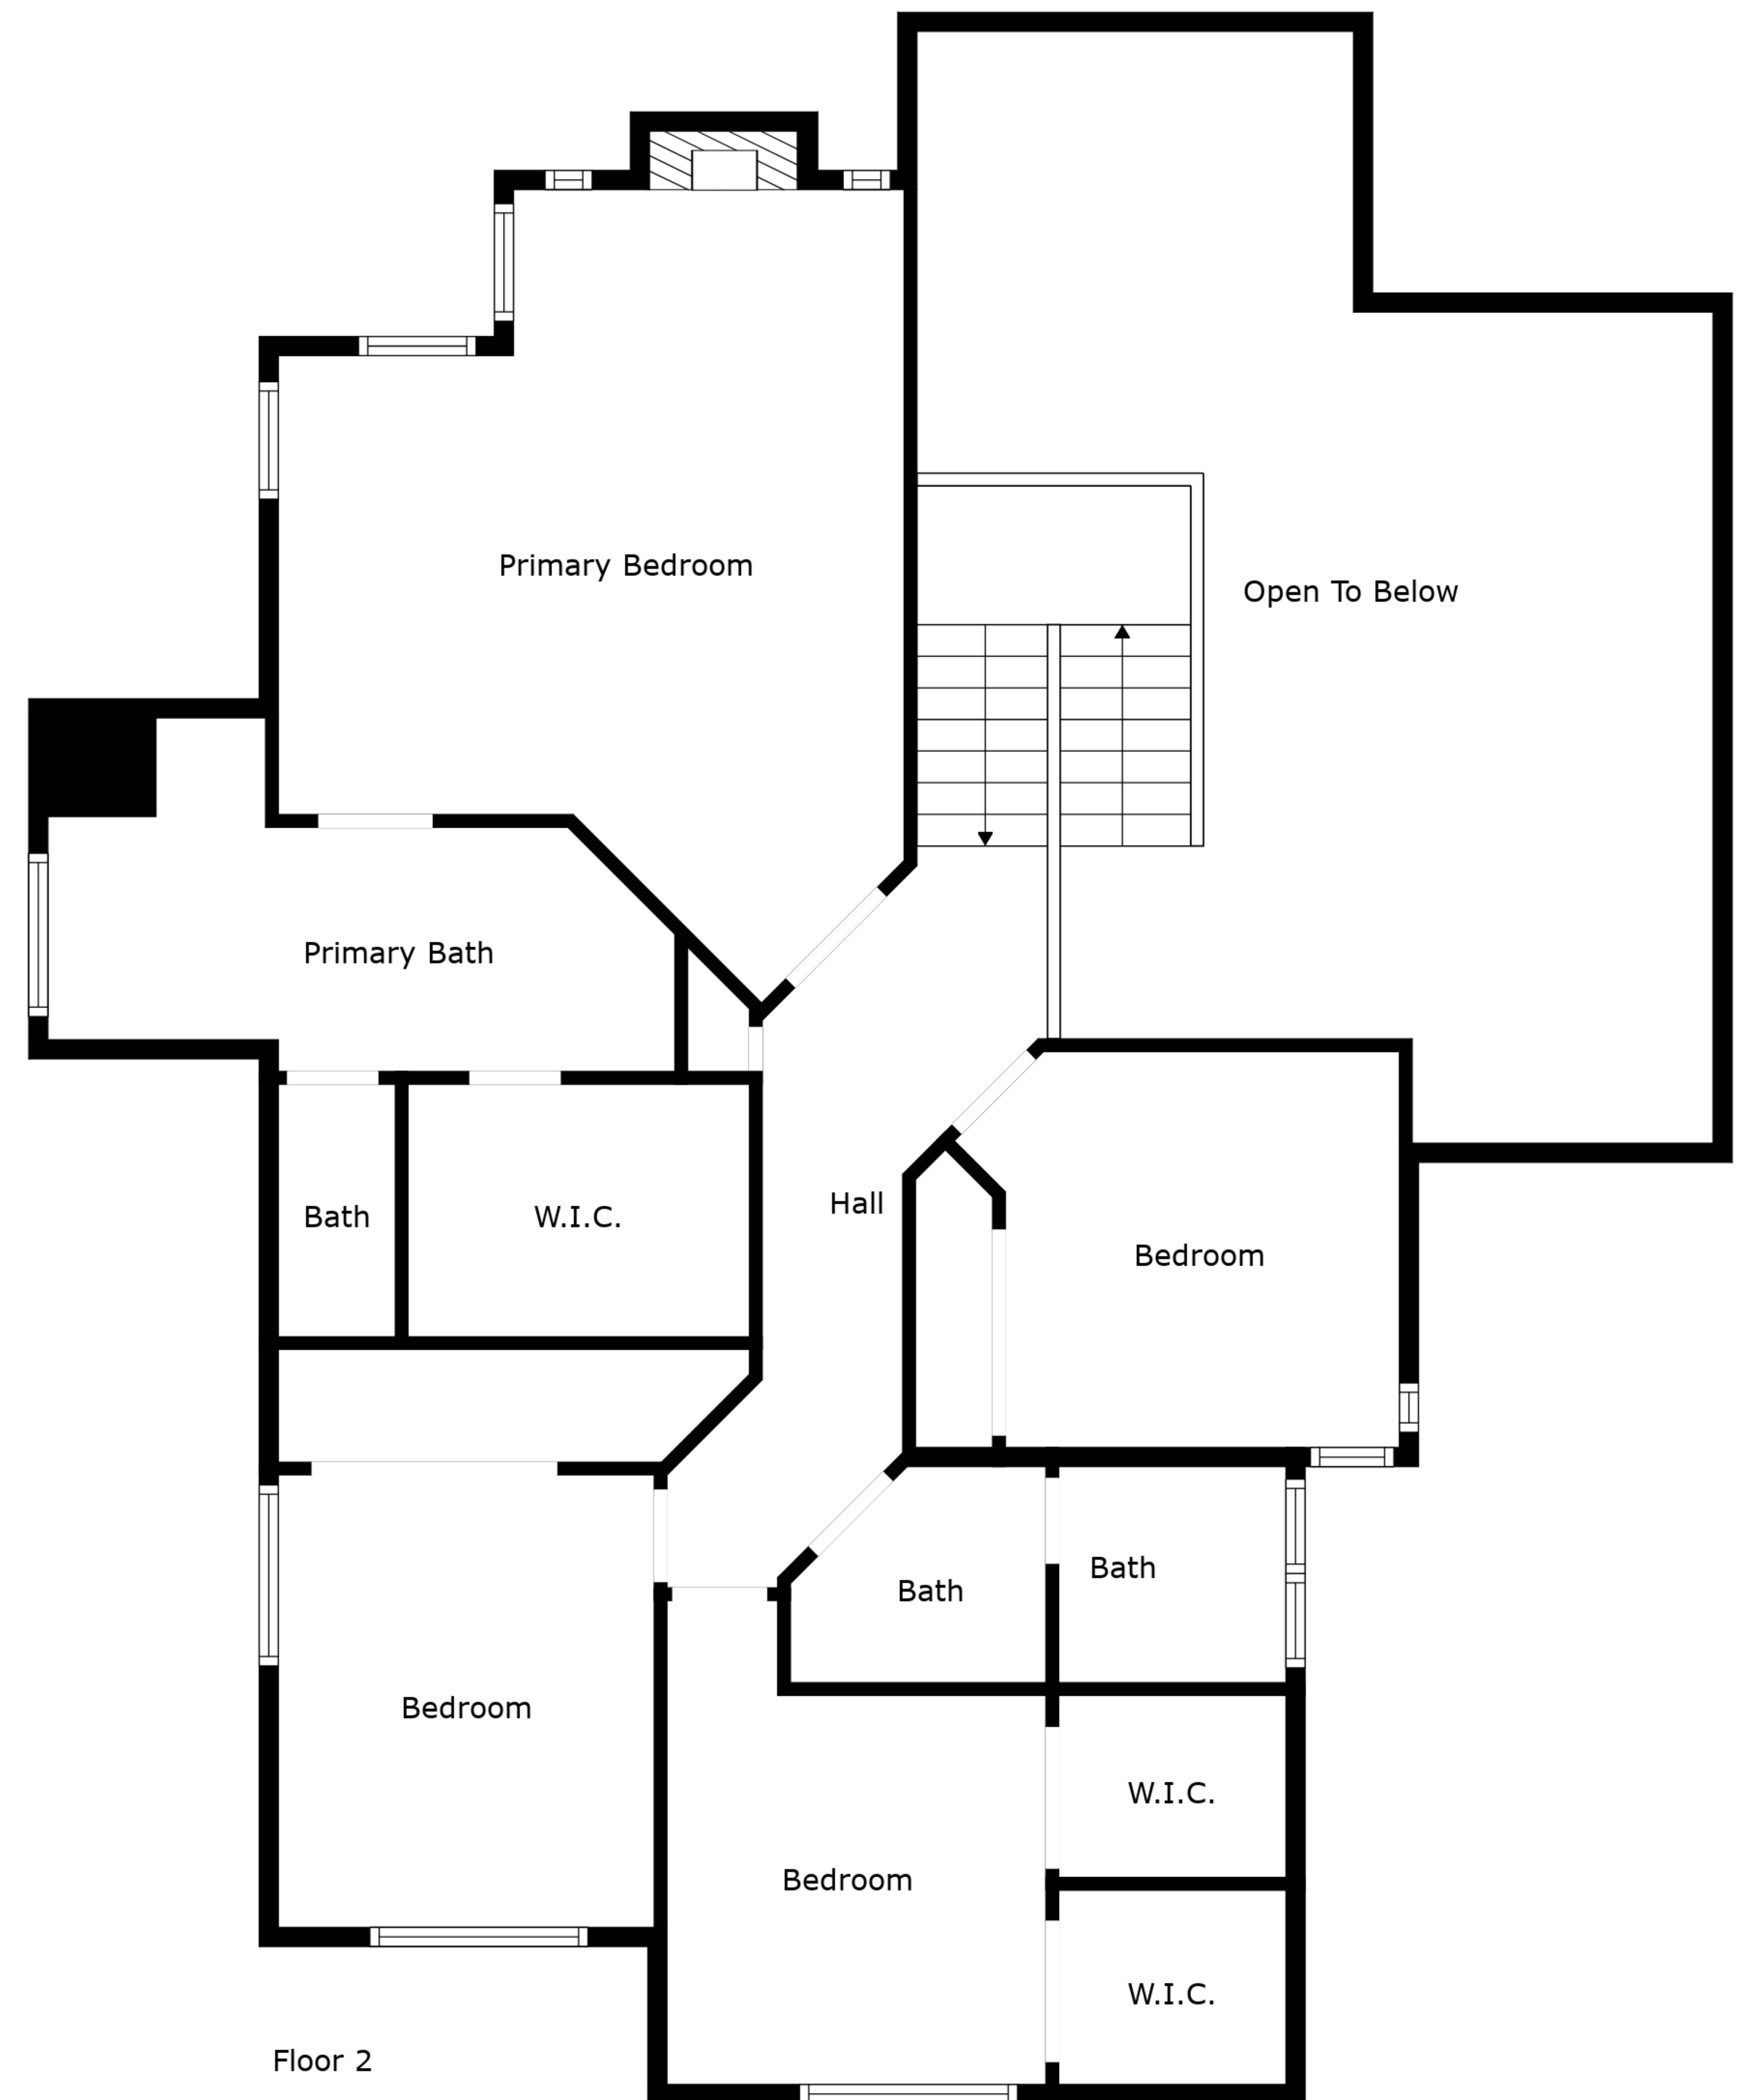 Primary Bedroom
Open To Below
Primary Bath
Hall
Bath
W.I.C.
Bedroom
Bath
Bath
Bedroom
W.I.C.
Bedroom
W.I.C.
Floor 2